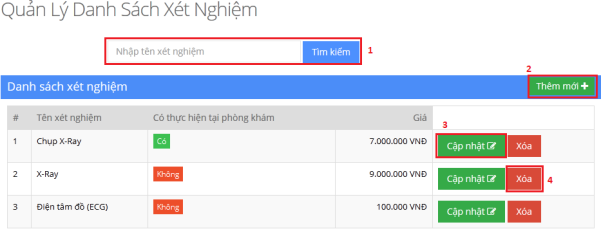 Quản Lý Danh Sách Xét Nghiệm
Nhập tên xét nghiệm Tìm kiếm 1
2
Danh sách xét nghiệm Thêm mới
# Tên xét nghiệm Có thực hiện tại phòng khám Giá
3
1 Chụp X-Ray Có 7.000.000 VNĐ Cập nhật Xóa
2 X-Ray Không 9.000.000 VNĐ Cập nhật Xóa 4
3 Điện tâm đồ (ECG) Không 100.000 VNĐ Cập nhật Xóa